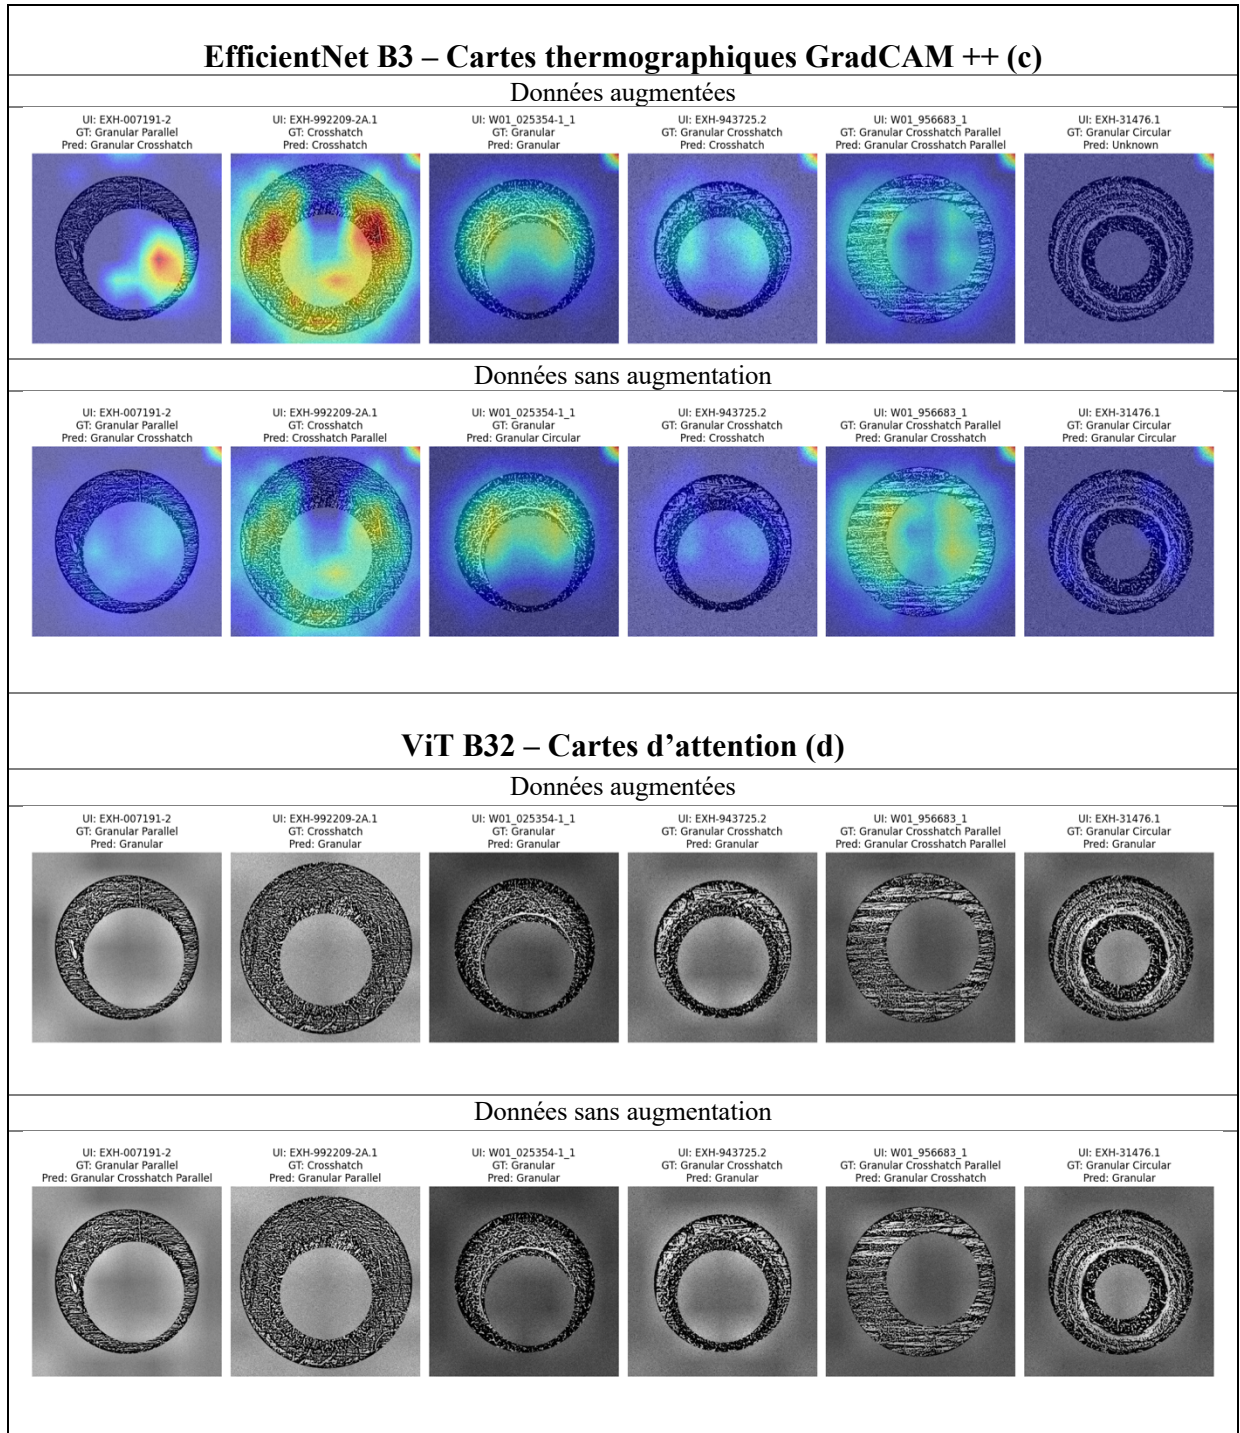 EfficientNet B3 – Cartes thermographiques GradCAM ++ (c)
Données augmentées
UI: EXH-007191-2
GT: Granular Parallel
Pred: Granular Crosshatch
UI: EXH-992209-2A.1
GT: Crosshatch
Pred: Crosshatch
UI: W01_025354-1_1
GT: Granular
Pred: Granular
UI: EXH-943725.2
GT: Granular Crosshatch
Pred: Crosshatch
UI: W01_956683_1
GT: Granular Crosshatch Parallel
Pred: Granular Crosshatch Parallel
UI: EXH-31476.1
GT: Granular Circular
Pred: Unknown
Données sans augmentation
UI: EXH-007191-2
GT: Granular Parallel
Pred: Granular Crosshatch
UI: EXH-992209-2A.1
GT: Crosshatch
Pred: Crosshatch Parallel
UI: W01_025354-1_1
GT: Granular
Pred: Granular Circular
UI: EXH-943725.2
GT: Granular Crosshatch
Pred: Crosshatch
UI: W01_956683_1
GT: Granular Crosshatch Parallel
Pred: Granular Crosshatch
UI: EXH-31476.1
GT: Granular Circular
Pred: Granular Circular
ViT B32 – Cartes d’attention (d)
Données augmentées
UI: EXH-007191-2
GT: Granular Parallel
Pred: Granular
UI: EXH-992209-2A.1
GT: Crosshatch
Pred: Granular
UI: W01_025354-1_1
GT: Granular
Pred: Granular
UI: EXH-943725.2
GT: Granular Crosshatch
Pred: Granular
UI: W01_956683_1
GT: Granular Crosshatch Parallel
Pred: Granular Crosshatch Parallel
UI: EXH-31476.1
GT: Granular Circular
Pred: Granular
Données sans augmentation
UI: EXH-007191-2
GT: Granular Parallel
Pred: Granular Crosshatch Parallel
UI: EXH-992209-2A.1
GT: Crosshatch
Pred: Granular Parallel
UI: W01_025354-1_1
GT: Granular
Pred: Granular
UI: EXH-943725.2
GT: Granular Crosshatch
Pred: Granular
UI: W01_956683_1
GT: Granular Crosshatch Parallel
Pred: Granular Crosshatch
UI: EXH-31476.1
GT: Granular Circular
Pred: Granular